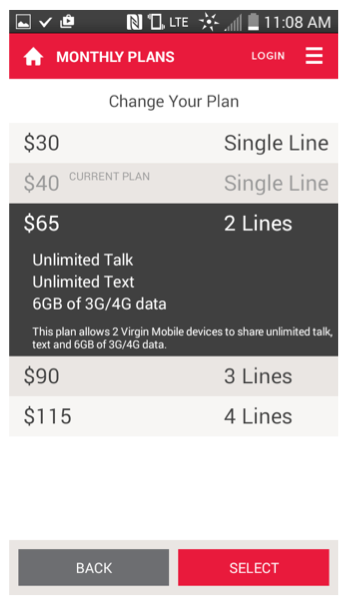 LTE 11:08 AM
MONTHLY PLANS LOGIN
Change Your Plan
$30 Single Line
$40 CURRENT PLAN Single Line
$65 2 Lines
Unlimited Talk
Unlimited Text
6GB of 3G/4G data
This plan allows 2 Virgin Mobile devices to share unlimited talk,
text and 6GB of 3G/4G data.
$90 3 Lines
$115 4 Lines
BACK SELECT